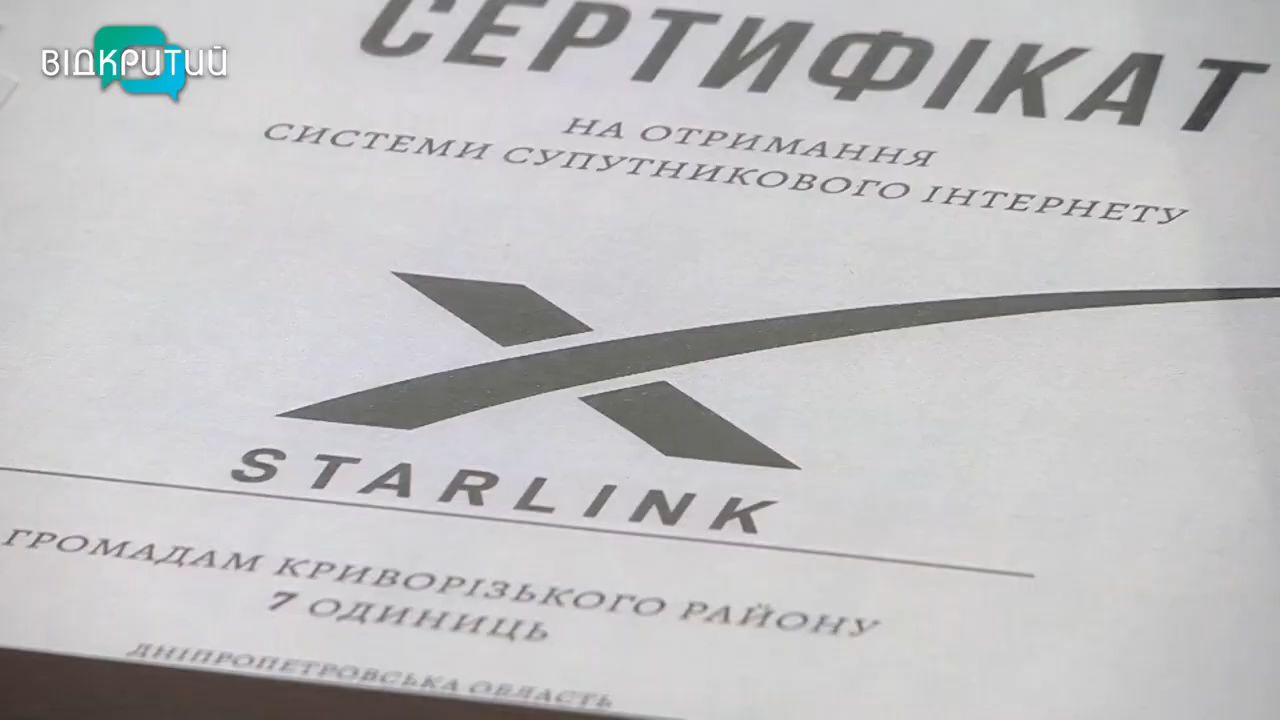 ВІДКРИТИЙ
СЕРТИФІКАТ
НА ОТРИМАННЯ
СИСТЕМИ СУПУТНИКОВОГО ІНТЕРНЕТУ
STARLINK
ГРОМАДАМ КРИВОРІЗЬКОГО РАЙОНУ
7 ОДИНИЦЬ
ДНІПРОПЕТРОВСЬКА ОБЛАСТЬ